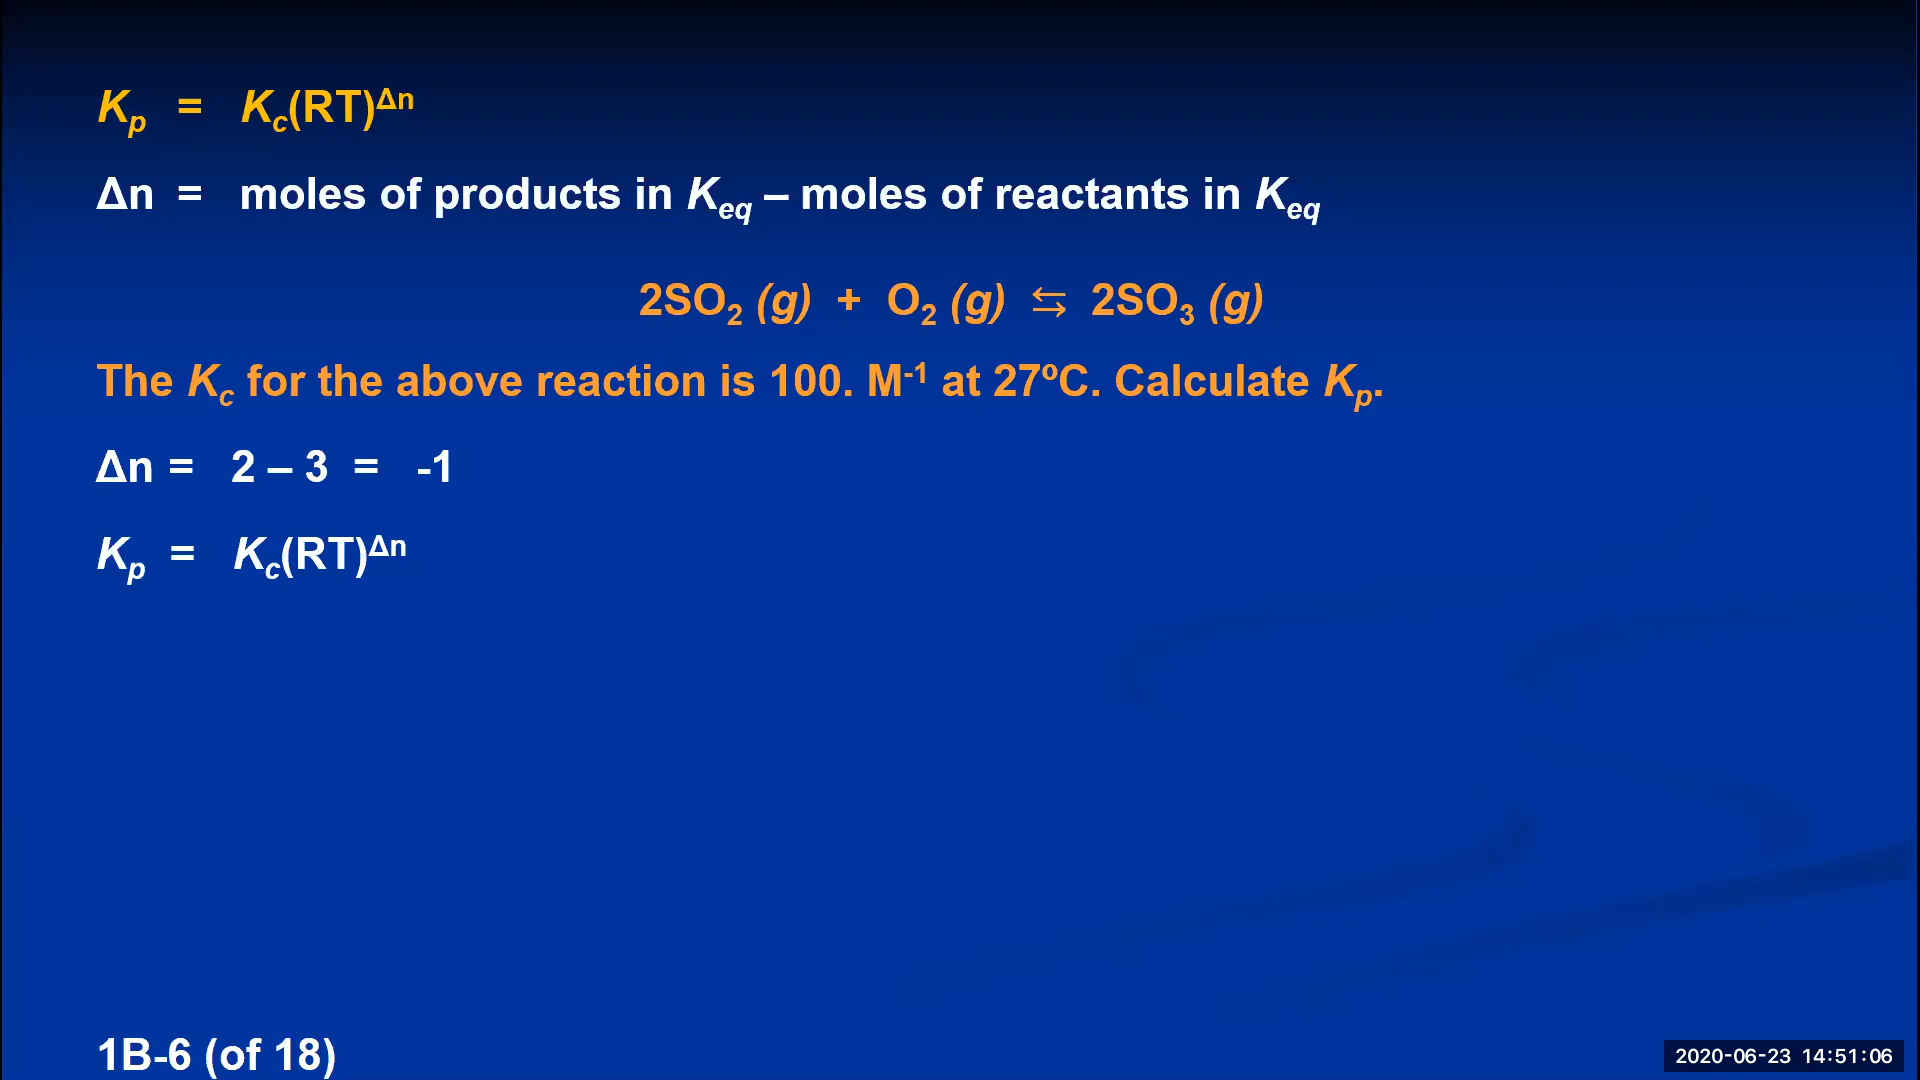 Kp = Kc(RT)^Δn
Δn = moles of products in Keq – moles of reactants in Keq
2SO₂ (g) + O₂ (g) ⇆ 2SO₃ (g)
The Kc for the above reaction is 100. M⁻¹ at 27ºC. Calculate Kp.
Δn = 2 – 3 = -1
Kp = Kc(RT)^Δn
1B-6 (of 18)
2020-06-23 14:51:06